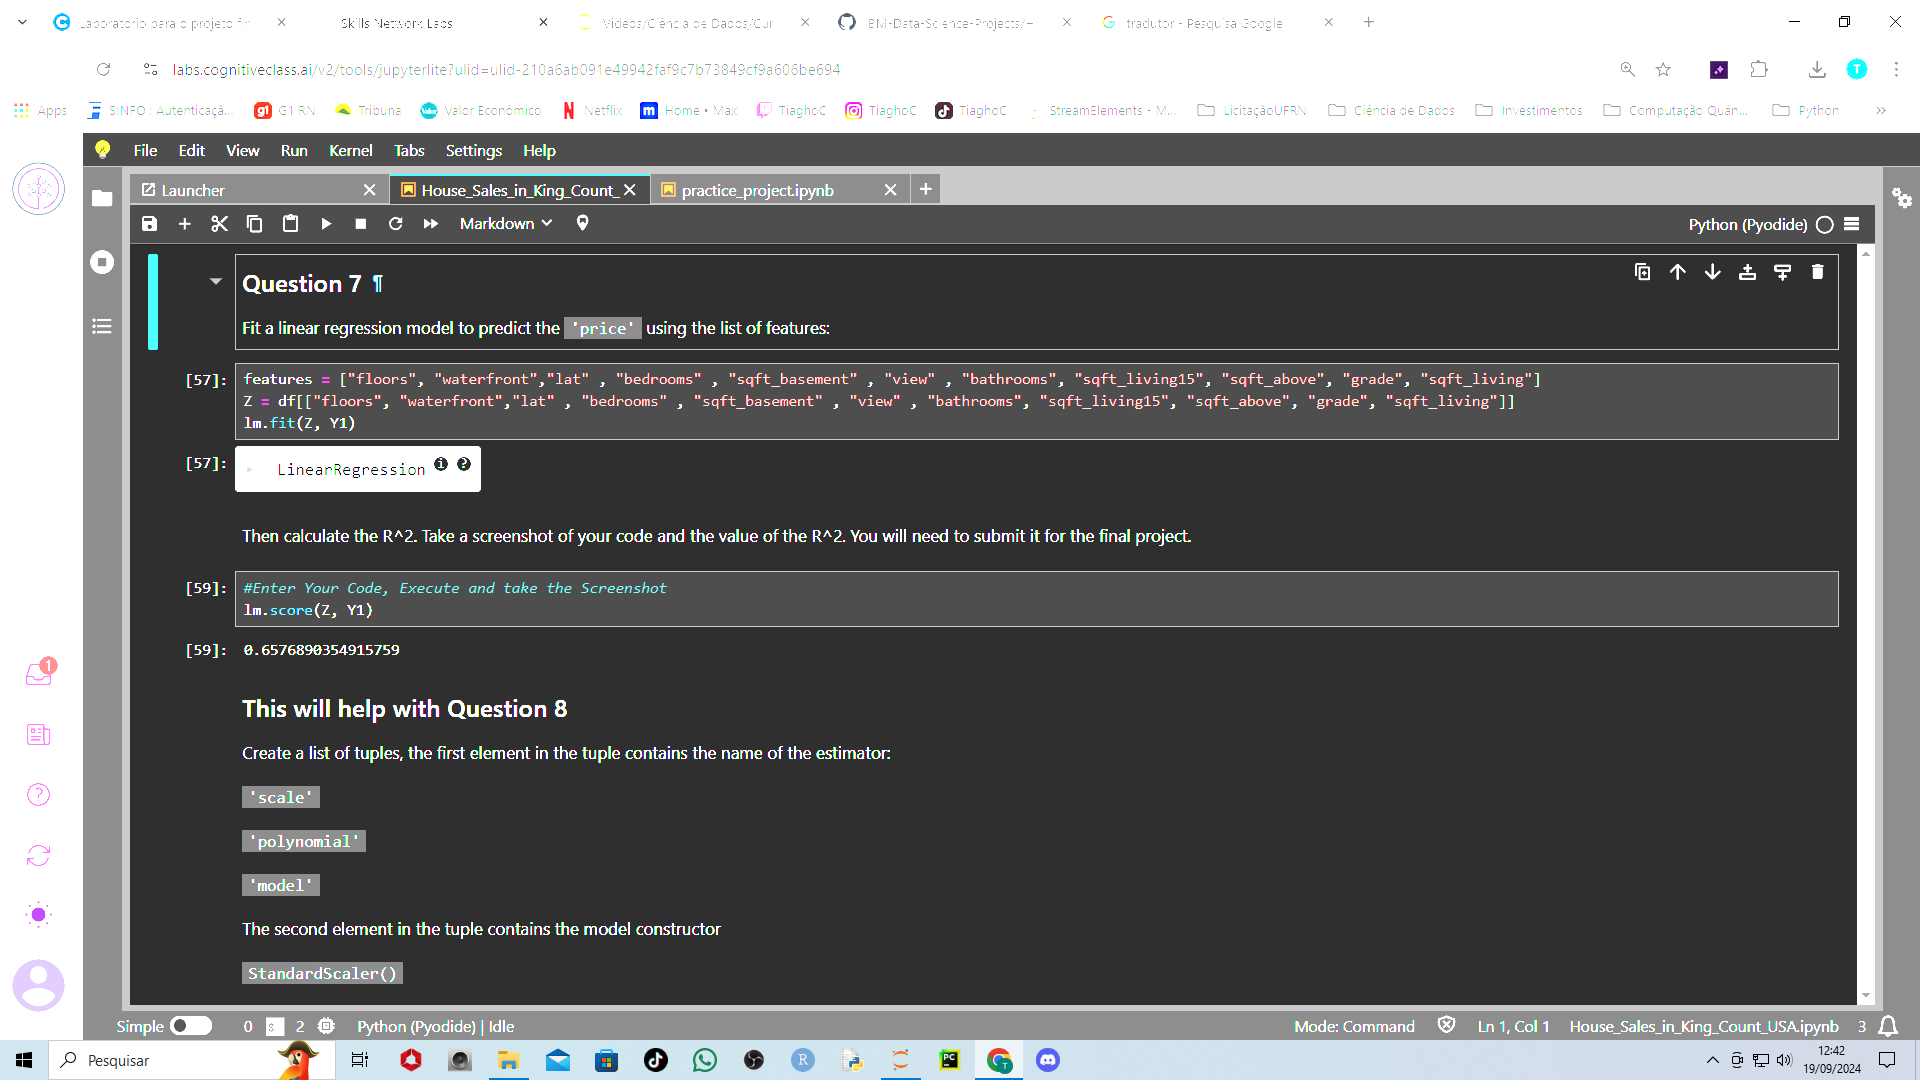 Laboratório para o projeto fir
Skills Network Labs
Vídeos/Ciência de Dados/Cur
IBM-Data-Science-Projects/H
tradutor - Pesquisa Google
labs.cognitiveclass.ai/v2/tools/jupyterlite?ulid=ulid-210a6ab091e49942faf9c7b73849cf9a606be694
T
Apps
SINFO : Autenticaçã...
G1 RN
Tribuna
Valor Econômico
Netflix
Home • Max
TiaghoC
TiaghoC
TiaghoC
StreamElements - M...
LicitaçãoUFRN
Ciência de Dados
Investimentos
Computação Quân...
Python
»
File Edit View Run Kernel Tabs Settings Help
Launcher
House_Sales_in_King_Count_
practice_project.ipynb
Markdown
Python (Pyodide)
Question 7 ¶
Fit a linear regression model to predict the 'price' using the list of features:
[57]:
features = ["floors", "waterfront","lat" , "bedrooms" , "sqft_basement" , "view" , "bathrooms", "sqft_living15", "sqft_above", "grade", "sqft_living"]
Z = df[["floors", "waterfront","lat" , "bedrooms" , "sqft_basement" , "view" , "bathrooms", "sqft_living15", "sqft_above", "grade", "sqft_living"]]
lm.fit(Z, Y1)
[57]:
LinearRegression i ?
Then calculate the R^2. Take a screenshot of your code and the value of the R^2. You will need to submit it for the final project.
[59]:
#Enter Your Code, Execute and take the Screenshot
lm.score(Z, Y1)
[59]:
0.6576890354915759
This will help with Question 8
Create a list of tuples, the first element in the tuple contains the name of the estimator:
'scale'
'polynomial'
'model'
The second element in the tuple contains the model constructor
StandardScaler()
1
Simple
0
$
2
Python (Pyodide) | Idle
Mode: Command
Ln 1, Col 1
House_Sales_in_King_Count_USA.ipynb
3
Pesquisar
12:42
19/09/2024